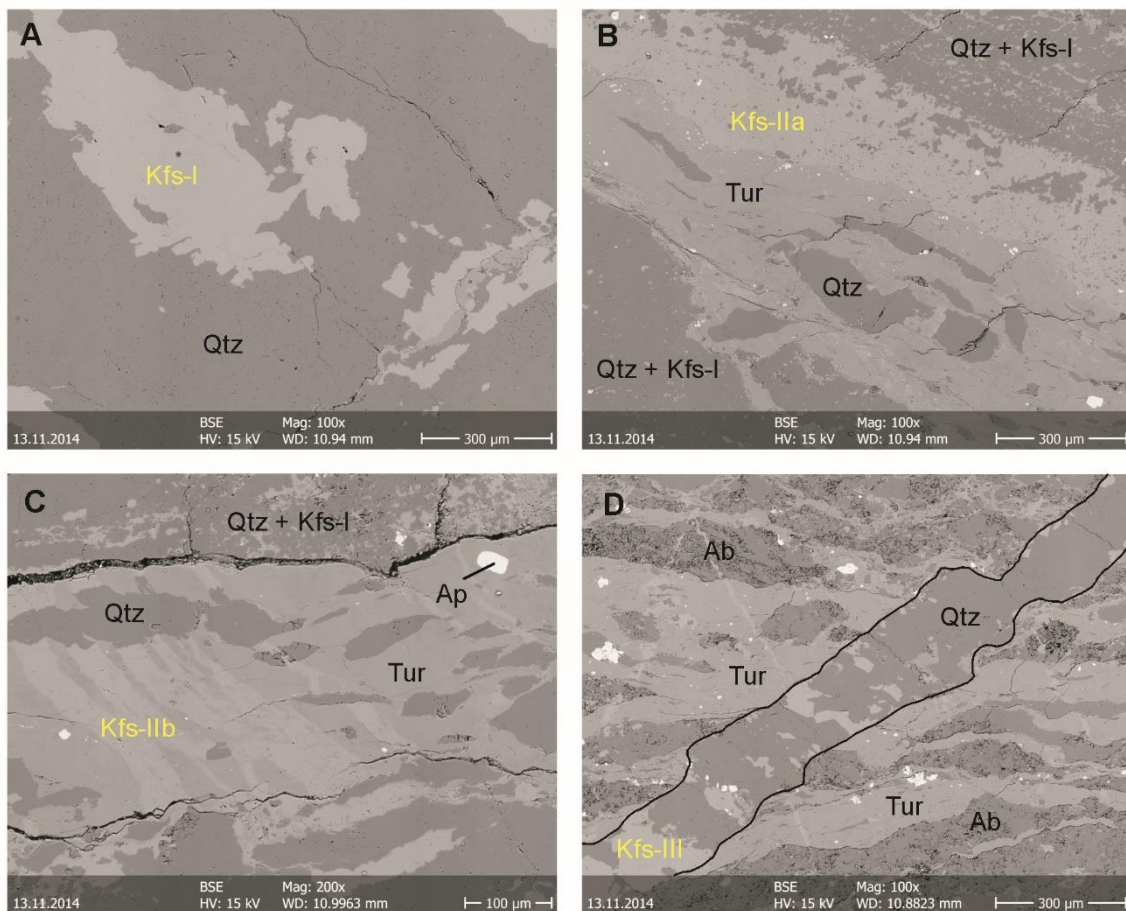 A
Kfs-I
Qtz
BSE
Mag: 100x
13.11.2014
HV: 15 kV
WD: 10.94 mm
300 µm
B
Qtz + Kfs-I
Kfs-IIa
Tur
Qtz
Qtz + Kfs-I
BSE
Mag: 100x
13.11.2014
HV: 15 kV
WD: 10.94 mm
300 µm
C
Qtz + Kfs-I
Ap
Qtz
Tur
Kfs-IIb
BSE
Mag: 200x
13.11.2014
HV: 15 kV
WD: 10.9963 mm
100 µm
D
Ab
Qtz
Tur
Tur
Ab
Kfs-III
BSE
Mag: 100x
13.11.2014
HV: 15 kV
WD: 10.8823 mm
300 µm